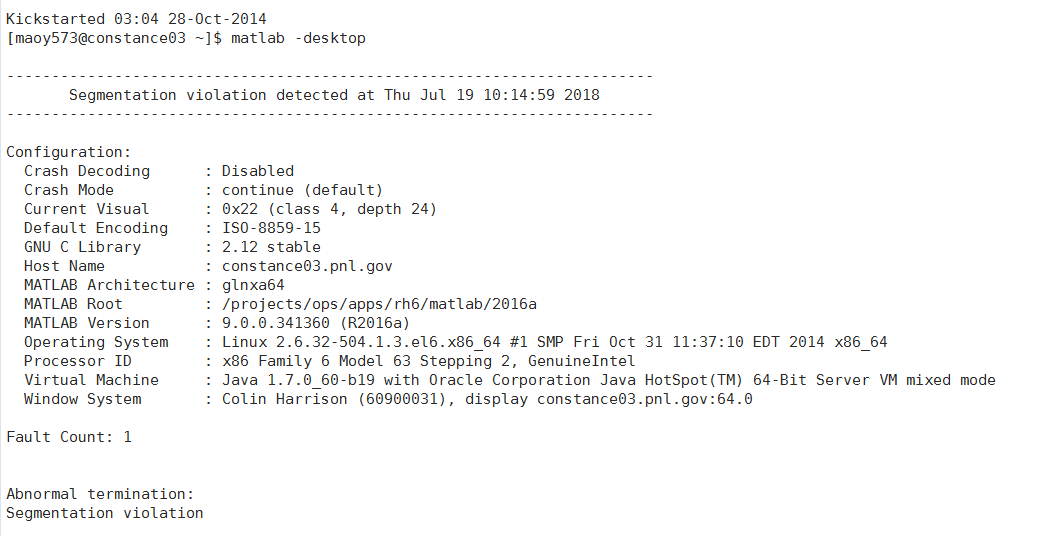 Kickstarted 03:04 28-Oct-2014
[maoy573@constance03 ~]$ matlab -desktop
------------------------------------------------------------------------
Segmentation violation detected at Thu Jul 19 10:14:59 2018
------------------------------------------------------------------------
Configuration:
Crash Decoding      : Disabled
Crash Mode          : continue (default)
Current Visual      : 0x22 (class 4, depth 24)
Default Encoding    : ISO-8859-15
GNU C Library       : 2.12 stable
Host Name           : constance03.pnl.gov
MATLAB Architecture : glnxa64
MATLAB Root         : /projects/ops/apps/rh6/matlab/2016a
MATLAB Version      : 9.0.0.341360 (R2016a)
Operating System    : Linux 2.6.32-504.1.3.el6.x86_64 #1 SMP Fri Oct 31 11:37:10 EDT 2014 x86_64
Processor ID        : x86 Family 6 Model 63 Stepping 2, GenuineIntel
Virtual Machine     : Java 1.7.0_60-b19 with Oracle Corporation Java HotSpot(TM) 64-Bit Server VM mixed mode
Window System       : Colin Harrison (60900031), display constance03.pnl.gov:64.0
Fault Count: 1
Abnormal termination:
Segmentation violation